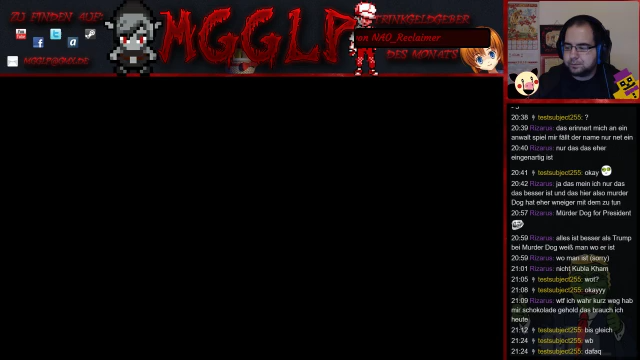 ZU FINDEN AUF:
MGGLP@GMX.DE
MGGLP
TRINKGELDGEBER
von NAO_Reclaimer
DES MONATS
20:38 testsubject255: ?
20:39 Rizarus: das erinnert mich an ein
anwalt spiel mir fällt der name nur net ein
20:40 Rizarus: nur das das eher
eingenartig ist
20:41 testsubject255: okay
20:42 Rizarus: ja das mein ich nur das
das besser ist und das hier also murder
Dog hat eher wneiger mit dem zu tun
20:57 Rizarus: Mürder Dog for President
20:59 Rizarus: alles ist besser als Trump
bei Murder Dog weiß man wo er ist
20:59 Rizarus: wo man ist (sorry)
21:01 Rizarus: nicht Kubla Kham
21:05 testsubject255: wot?
21:08 testsubject255: okayyy
21:09 Rizarus: wtf ich wahr kurz weg hab
mir schokolade gehold das brauch ich
heute
21:12 testsubject255: bis gleich
21:24 testsubject255: wb
21:24 testsubject255: dafaq